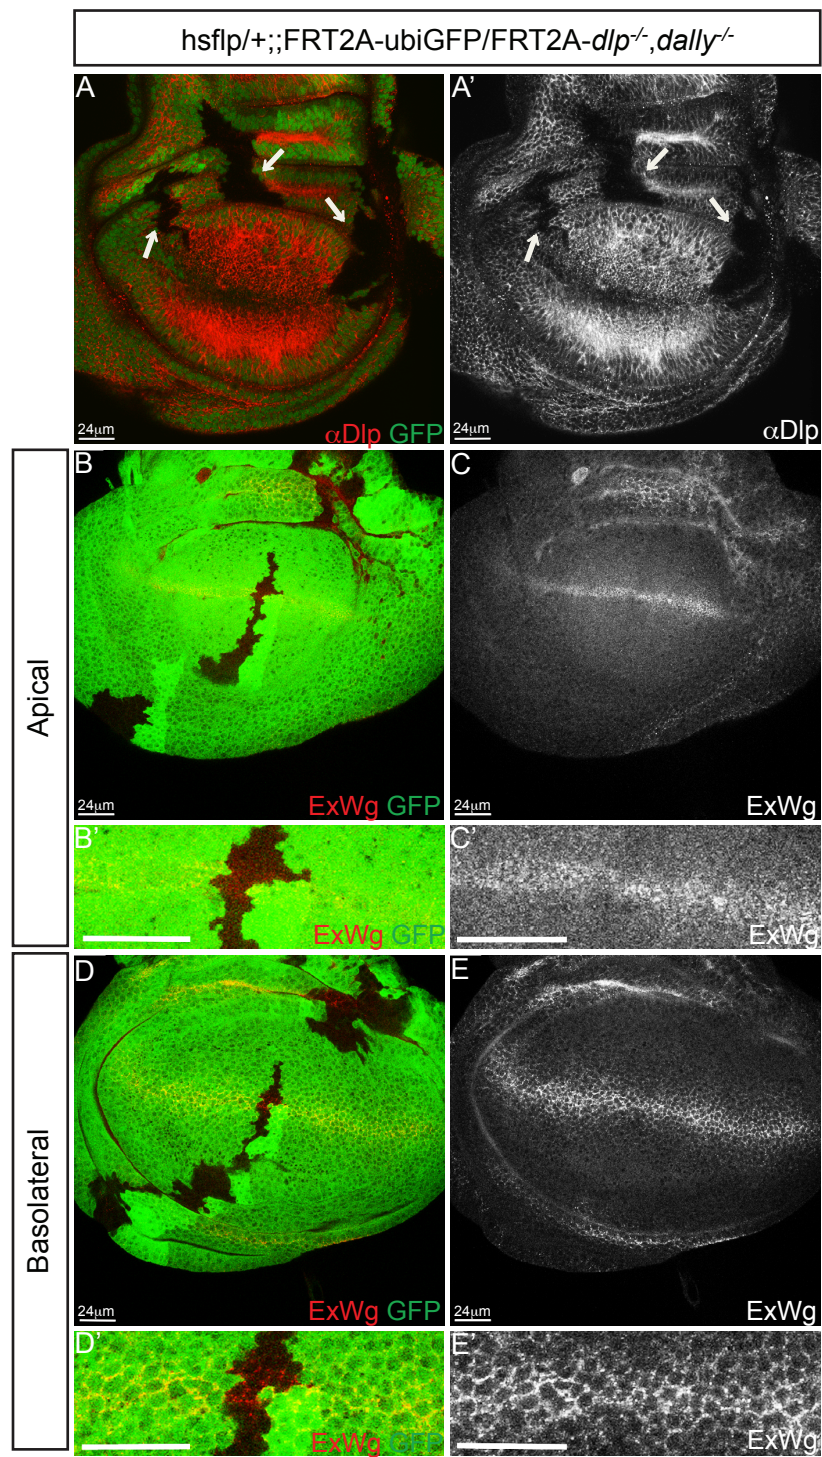 hsflp/+;;FRT2A-ubiGFP/FRT2A-dlp-/-,dally-/-
A
A'
24μm
αDlp GFP
24μm
αDlp
Apical
B
C
24μm
ExWg GFP
24μm
ExWg
B'
C'
ExWg GFP
ExWg
Basolateral
D
E
24μm
ExWg GFP
24μm
ExWg
D'
E'
ExWg GFP
ExWg